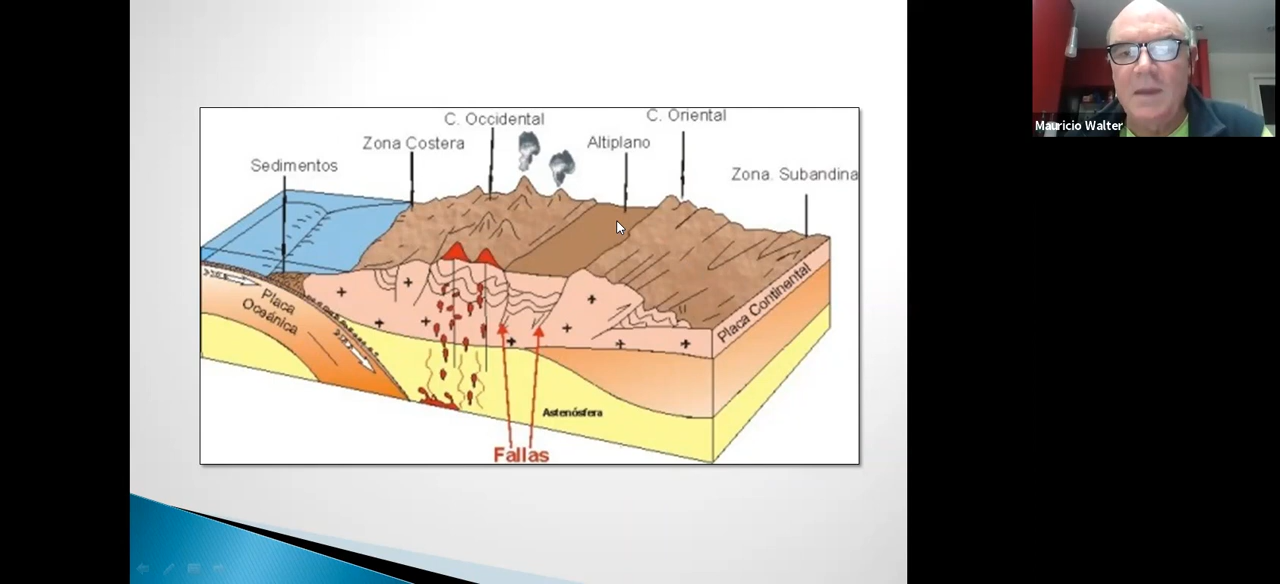 C. Occidental
C. Oriental
Zona Costera
Altiplano
Sedimentos
Zona. Subandina
Placa
Oceánica
Placa Continental
Astenósfera
Fallas
Mauricio Walter